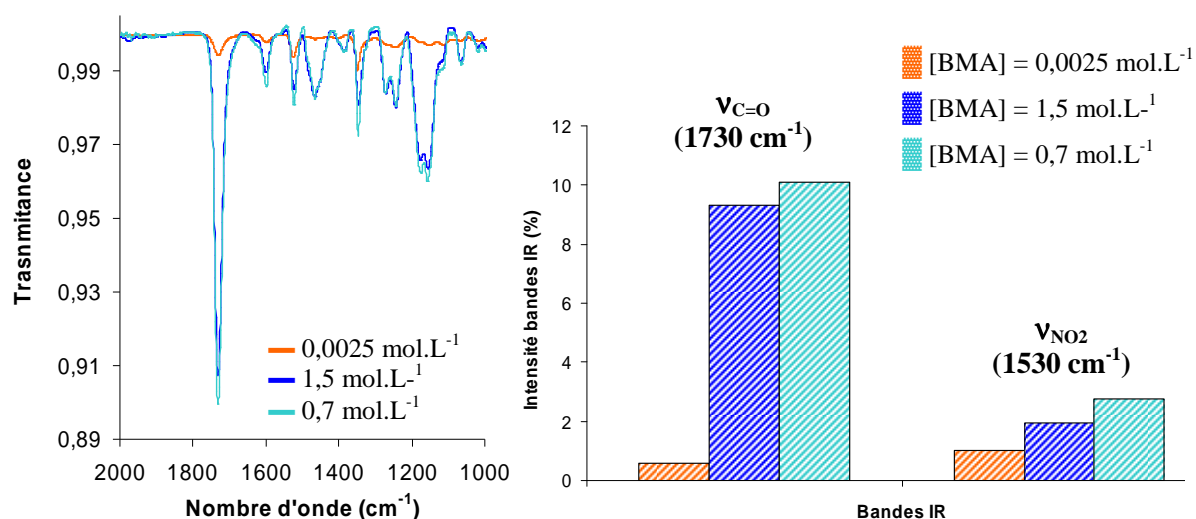 0,99
0,97
0,95
0,93
0,91
0,89
Trasnmitance
0,0025 mol.L-1
1,5 mol.L-1
0,7 mol.L-1
2000 1800 1600 1400 1200 1000
Nombre d'onde (cm-1)
[BMA] = 0,0025 mol.L-1
[BMA] = 1,5 mol.L-1
[BMA] = 0,7 mol.L-1
νC=O
(1730 cm-1)
νNO2
(1530 cm-1)
12
10
8
6
4
2
0
Intensité bandes IR (%)
Bandes IR